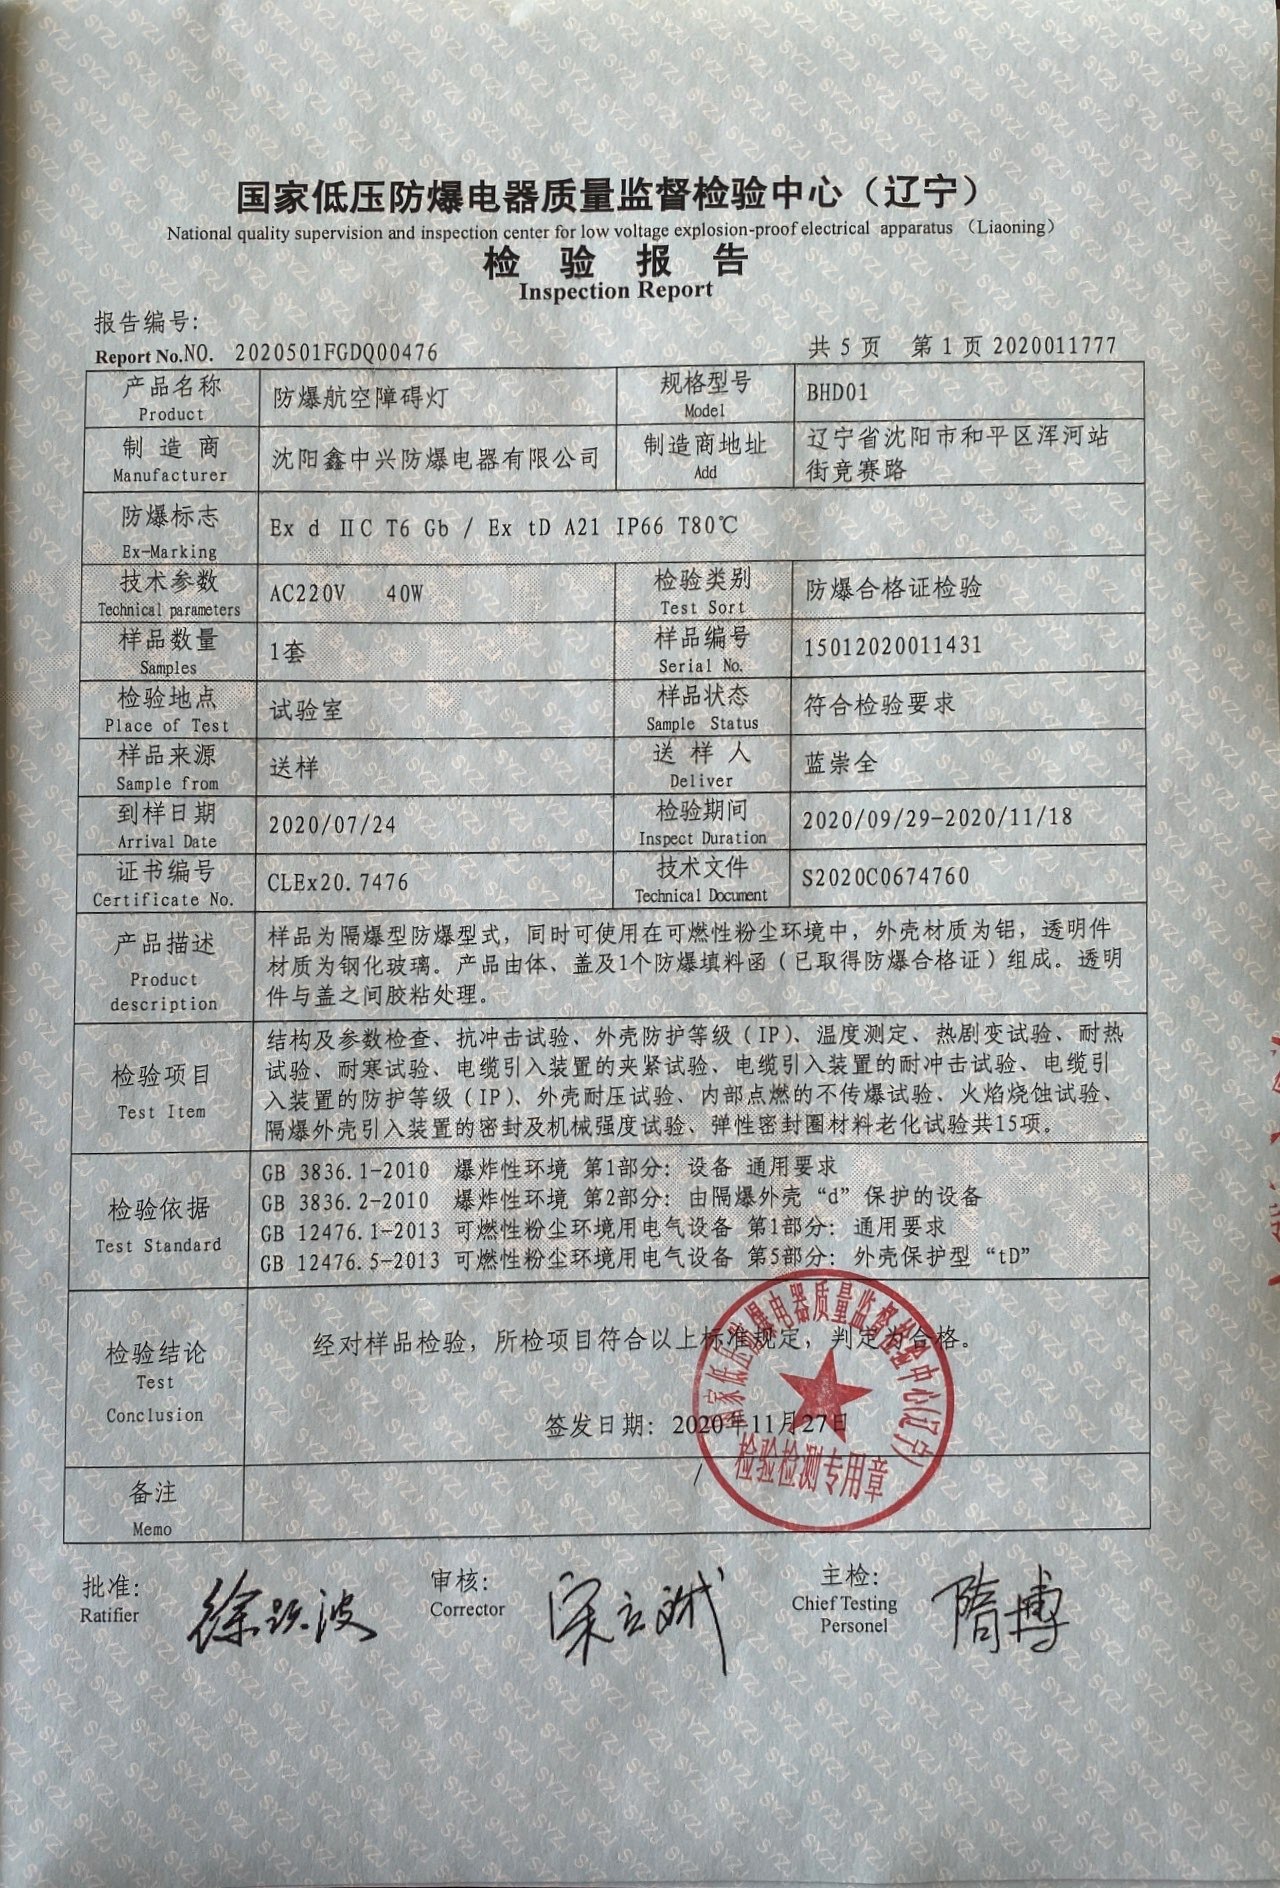 国家低压防爆电器质量监督检验中心（辽宁）
National quality supervision and inspection center for low voltage explosion-proof electrical apparatus （Liaoning）
检验报告
Inspection Report
报告编号：
Report No.NO. 2020501FGDQ00476
共 5 页 第 1 页 2020011777
产品名称
Product
防爆航空障碍灯
规格型号
Model
BHD01
制造商
Manufacturer
沈阳鑫中兴防爆电器有限公司
制造商地址
Add
辽宁省沈阳市和平区浑河站
街竞赛路
防爆标志
Ex-Marking
Ex d ⅡC T6 Gb / Ex tD A21 IP66 T80℃
技术参数
Technical parameters
AC220V 40W
检验类别
Test Sort
防爆合格证检验
样品数量
Samples
1套
样品编号
Serial No.
15012020011431
检验地点
Place of Test
试验室
样品状态
Sample Status
符合检验要求
样品来源
Sample from
送样
送样人
Deliver
蓝崇全
到样日期
Arrival Date
2020/07/24
检验期间
Inspect Duration
2020/09/29-2020/11/18
证书编号
Certificate No.
CLEx20.7476
技术文件
Technical Document
S2020C0674760
产品描述
Product
description
样品为隔爆型防爆型式，同时可使用在可燃性粉尘环境中，外壳材质为铝，透明件
材质为钢化玻璃。产品由体、盖及1个防爆填料函（已取得防爆合格证）组成。透明
件与盖之间胶粘处理。
检验项目
Test Item
结构及参数检查、抗冲击试验、外壳防护等级（IP）、温度测定、热剧变试验、耐热
试验、耐寒试验、电缆引入装置的夹紧试验、电缆引入装置的耐冲击试验、电缆引
入装置的防护等级（IP）、外壳耐压试验、内部点燃的不传爆试验、火焰烧蚀试验、
隔爆外壳引入装置的密封及机械强度试验、弹性密封圈材料老化试验共15项。
检验依据
Test Standard
GB 3836.1-2010 爆炸性环境 第1部分：设备 通用要求
GB 3836.2-2010 爆炸性环境 第2部分：由隔爆外壳“d”保护的设备
GB 12476.1-2013 可燃性粉尘环境用电气设备 第1部分：通用要求
GB 12476.5-2013 可燃性粉尘环境用电气设备 第5部分：外壳保护型“tD”
检验结论
Test
Conclusion
经对样品检验，所检项目符合以上标准规定，判定为合格。
签发日期：2020年11月27日
国家低压防爆电器质量监督检验中心(辽宁)
检验检测专用章
备注
Memo
/
批准：
Ratifier
徐跃波
审核：
Corrector
宋立斌
主检：
Chief Testing
Personel
隋博